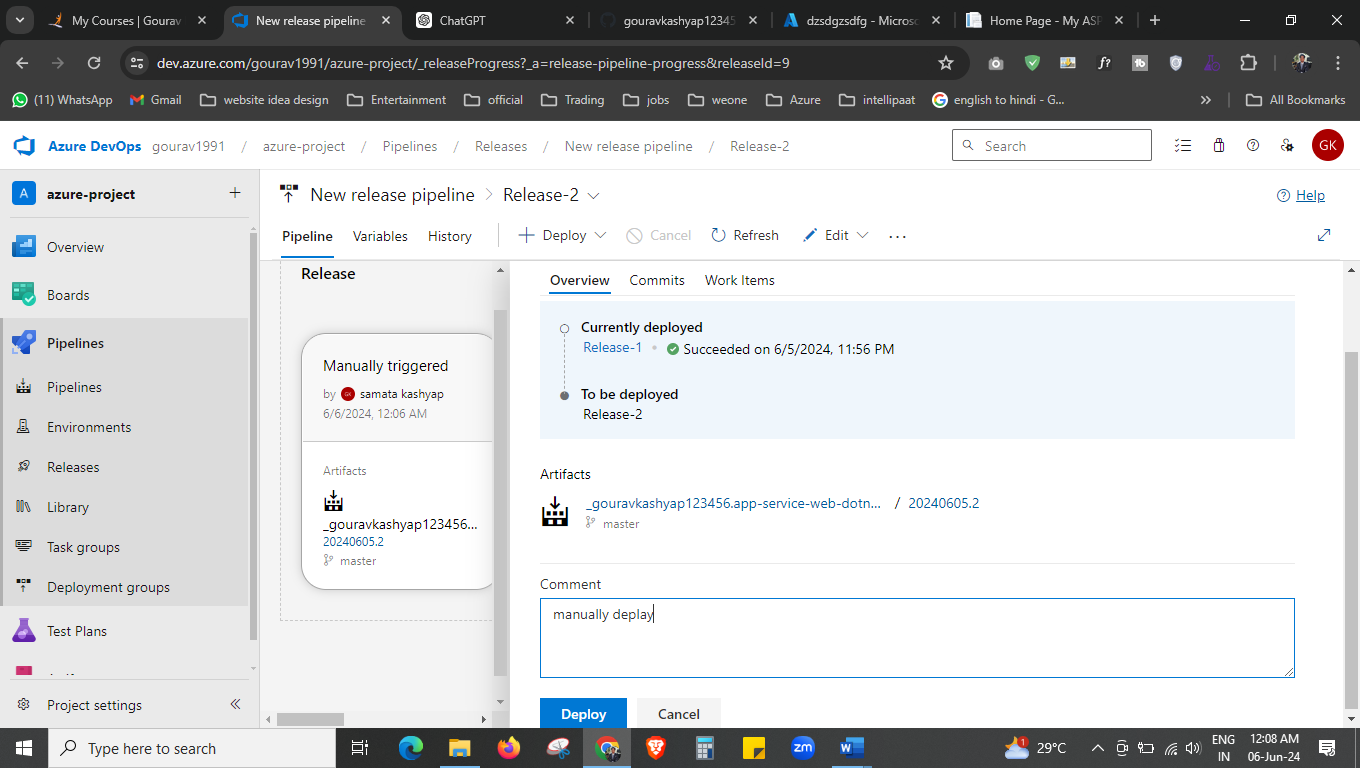 My Courses | Gourav
New release pipeline
ChatGPT
gouravkashyap12345
dzsdgzsdfg - Micros
Home Page - My ASP
dev.azure.com/gourav1991/azure-project/_releaseProgress?_a=release-pipeline-progress&releaseId=9
(11) WhatsApp
Gmail
website idea design
Entertainment
official
Trading
jobs
weone
Azure
intellipaat
english to hindi - G...
All Bookmarks
Azure DevOps gourav1991 / azure-project / Pipelines / Releases / New release pipeline / Release-2
Search
GK
A azure-project
Overview
Boards
Pipelines
Pipelines
Environments
Releases
Library
Task groups
Deployment groups
Test Plans
Project settings
New release pipeline > Release-2
Help
Pipeline Variables History
Deploy Cancel Refresh Edit ...
Release
Manually triggered
by GK samata kashyap
6/6/2024, 12:06 AM
Artifacts
_gouravkashyap123456...
20240605.2
master
Overview Commits Work Items
Currently deployed
Release-1 • Succeeded on 6/5/2024, 11:56 PM
To be deployed
Release-2
Artifacts
_gouravkashyap123456.app-service-web-dotn... / 20240605.2
master
Comment
manually deplay
Deploy Cancel
Type here to search
zm
29°C
ENG
IN
12:08 AM
06-Jun-24